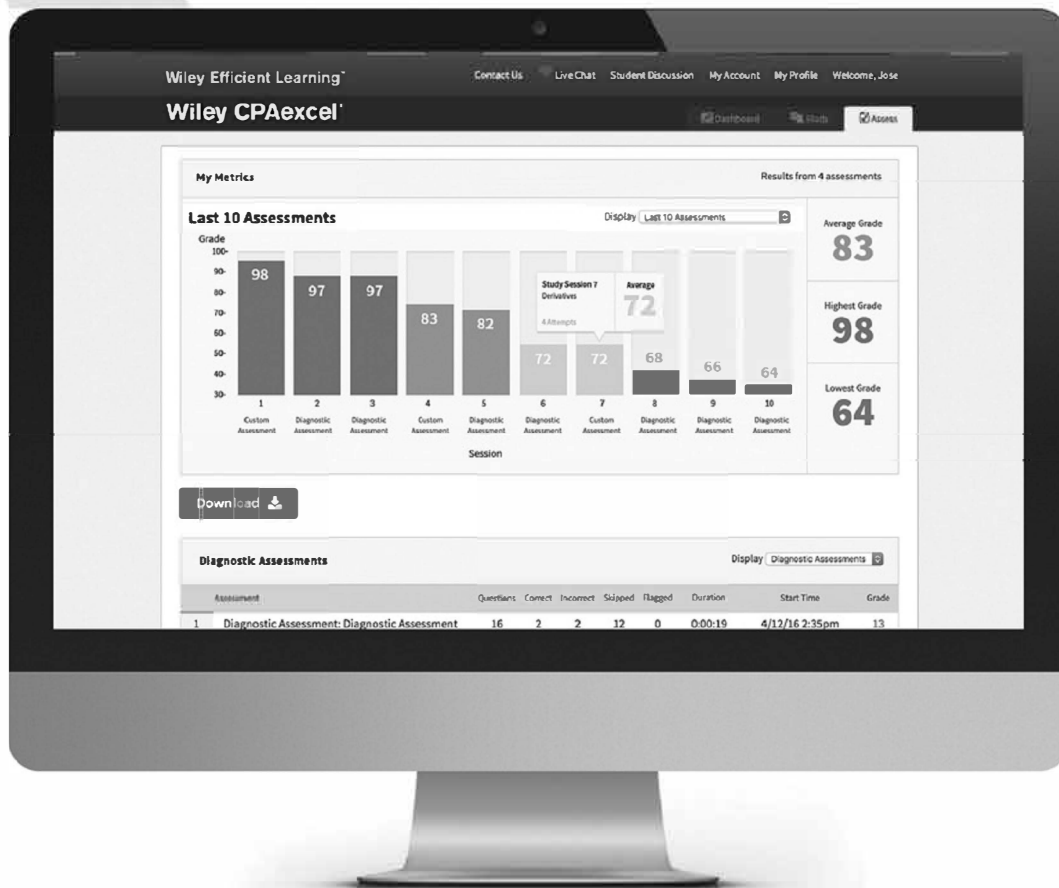 Wiley Efficient Learning™
Contact Us LiveChat Student Discussion My Account My Profile Welcome, Jose
Wiley CPAexcel®
Dashboard Study Assess
My Metrics
Results from 4 assessments
Last 10 Assessments
Display Last 10 Assessments
Grade
100-
90-
80-
70-
60-
50-
40-
30-
98
97
97
83
82
72
72
68
66
64
Study Session 7
Derivatives
4 Attempts
Average
72
1 2 3 4 5 6 7 8 9 10
Custom Diagnostic Diagnostic Custom Diagnostic Diagnostic Custom Diagnostic Diagnostic Diagnostic
Assessment Assessment Assessment Assessment Assessment Assessment Assessment Assessment Assessment Assessment
Session
Average Grade
83
Highest Grade
98
Lowest Grade
64
Download
Diagnostic Assessments
Display Diagnostic Assessments
Assessment Questions Correct Incorrect Skipped Flagged Duration Start Time Grade
1 Diagnostic Assessment: Diagnostic Assessment 16 2 2 12 0 0:00:19 4/12/16 2:35pm 13